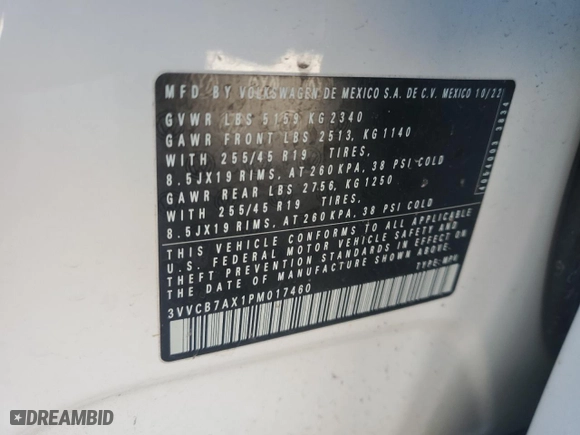 MFD BY VOLKSWAGEN DE MEXICO S.A. DE C.V. MEXICO 10/22
GVWR LBS 5159 KG 2340
GAWR FRONT LBS 2513, KG 1140
WITH 255/45 R19 TIRES,
8.5JX19 RIMS, AT 260 KPA, 38 PSI COLD
GAWR REAR LBS 2756, KG 1250
WITH 255/45 R19 TIRES,
8.5JX19 RIMS, AT 260 KPA, 38 PSI COLD
THIS VEHICLE CONFORMS TO ALL APPLICABLE
U.S. FEDERAL MOTOR VEHICLE SAFETY AND
THEFT PREVENTION STANDARDS IN EFFECT ON
THE DATE OF MANUFACTURE SHOWN ABOVE.
TYPE: MPV
3VVCB7AX1PM017460
DREAMBID